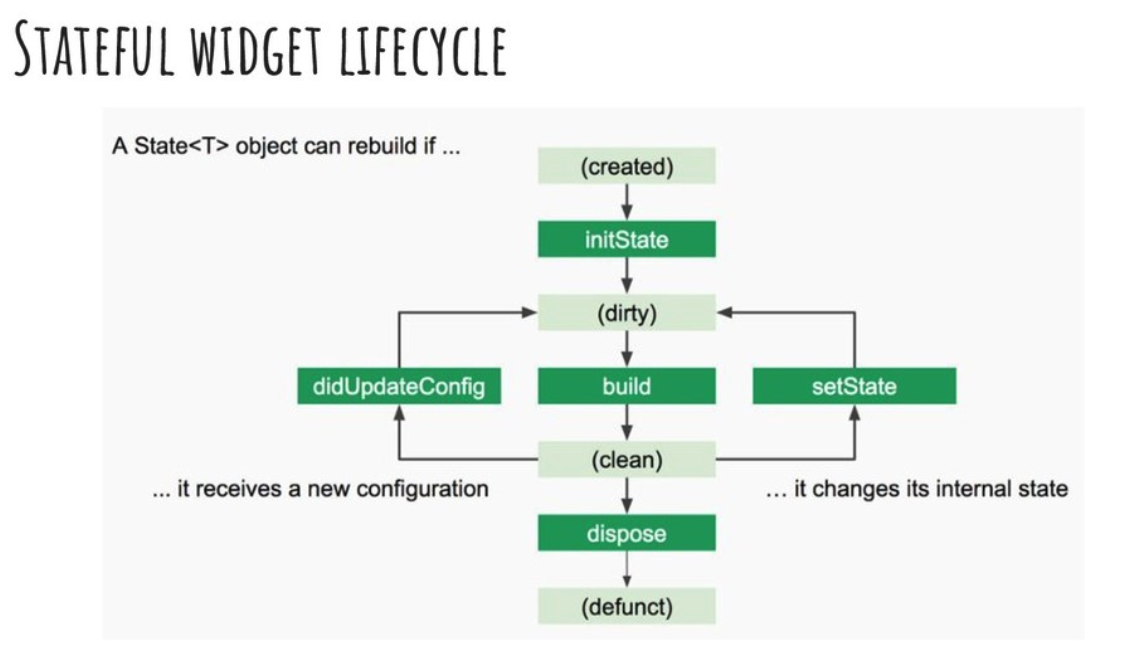 STATEFUL WIDGET LIFECYCLE
A State<T> object can rebuild if ...
(created)
initState
(dirty)
didUpdateConfig
build
setState
(clean)
... it receives a new configuration
... it changes its internal state
dispose
(defunct)